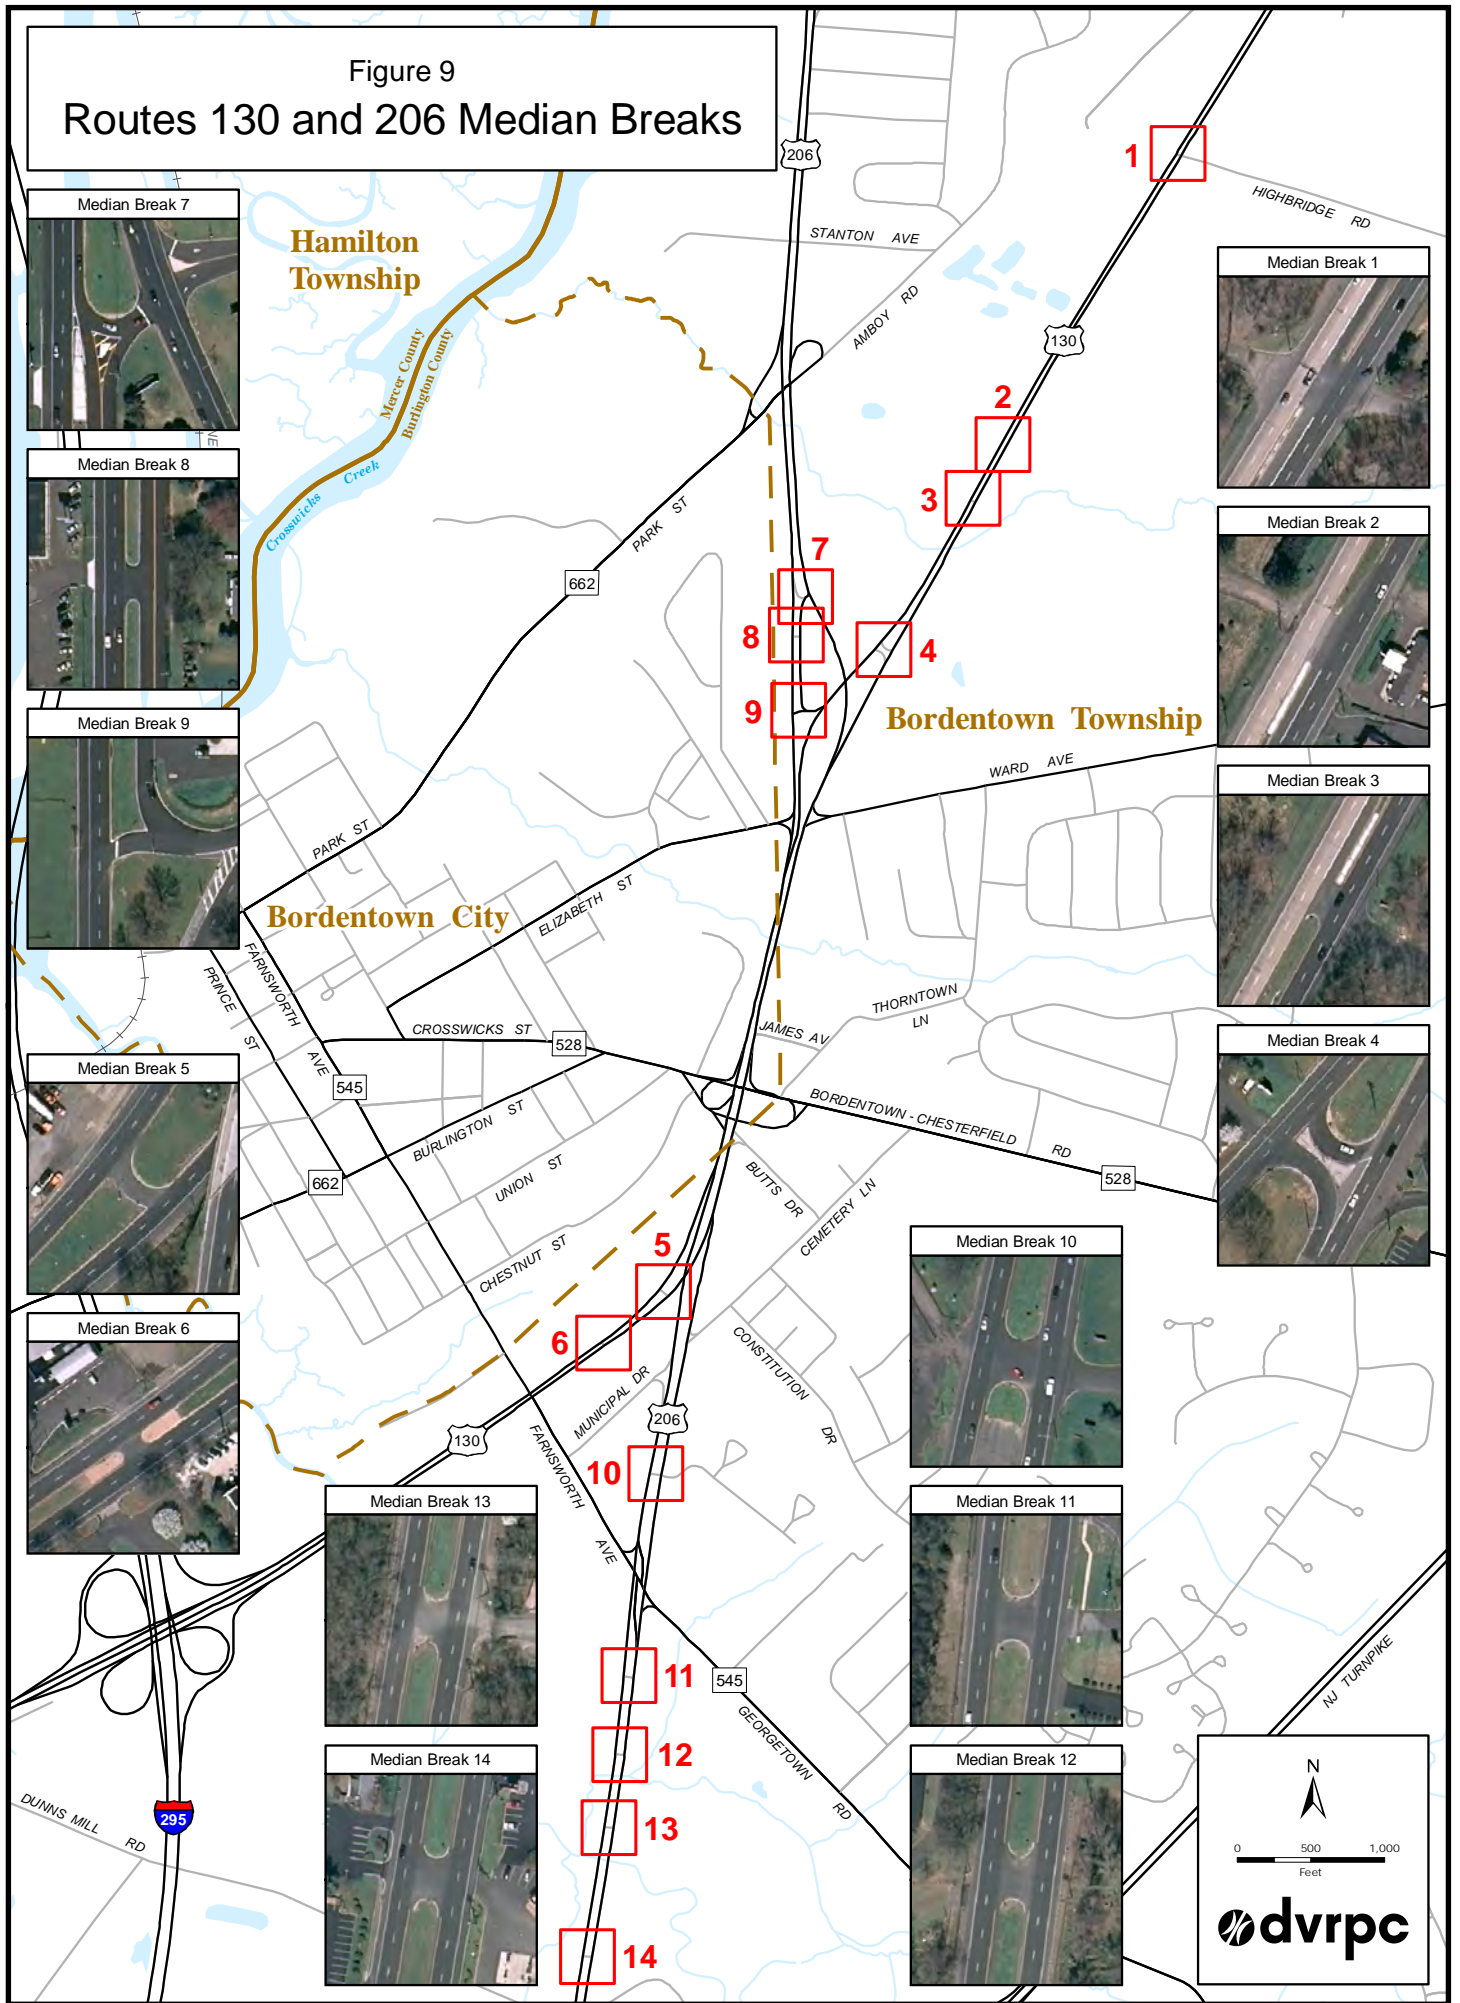 Figure 9
Routes 130 and 206 Median Breaks
206
1
HIGHBRIDGE RD
Median Break 7
Hamilton
Township
STANTON AVE
Median Break 1
AMBOY RD
130
Mercer County
Burlington County
2
Median Break 8
Crosswicks Creek
3
PARK ST
Median Break 2
7
662
8
4
9
Median Break 9
Bordentown Township
WARD AVE
Median Break 3
PARK ST
ELIZABETH ST
Bordentown City
FARNSWORTH AVE
PRINCE ST
THORNTOWN LN
CROSSWICKS ST
528
JAMES AV
Median Break 4
Median Break 5
545
BORDENTOWN - CHESTERFIELD RD
BURLINGTON ST
BUTTS DR
528
662
UNION ST
CEMETERY LN
CHESTNUT ST
5
Median Break 10
Median Break 6
6
CONSTITUTION DR
MUNICIPAL DR
206
130
FARNSWORTH AVE
10
Median Break 13
Median Break 11
11
545
NJ TURNPIKE
GEORGETOWN RD
12
Median Break 14
Median Break 12
N
DUNNS MILL RD
295
13
0 500 1,000
Feet
dvrpc
14